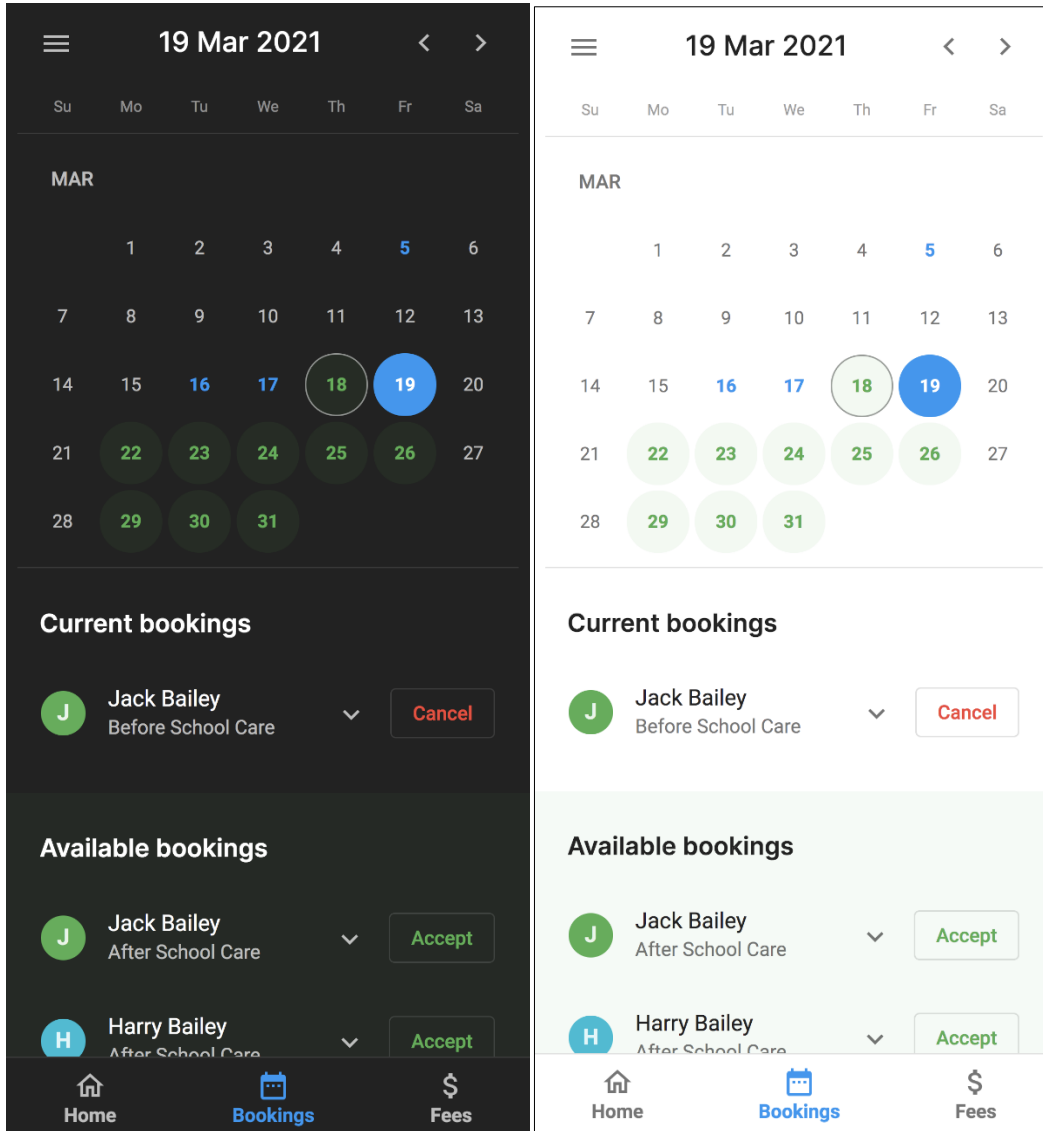 19 Mar 2021
Su Mo Tu We Th Fr Sa
MAR
1 2 3 4 5 6
7 8 9 10 11 12 13
14 15 16 17 18 19 20
21 22 23 24 25 26 27
28 29 30 31
Current bookings
J Jack Bailey Cancel
Before School Care
Available bookings
J Jack Bailey Accept
After School Care
H Harry Bailey Accept
After School Care
Home Bookings Fees
19 Mar 2021
Su Mo Tu We Th Fr Sa
MAR
1 2 3 4 5 6
7 8 9 10 11 12 13
14 15 16 17 18 19 20
21 22 23 24 25 26 27
28 29 30 31
Current bookings
J Jack Bailey Cancel
Before School Care
Available bookings
J Jack Bailey Accept
After School Care
H Harry Bailey Accept
After School Care
Home Bookings Fees